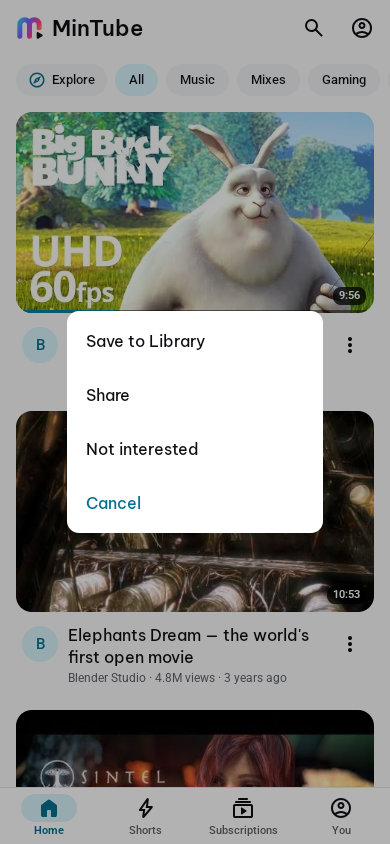 MinTube
Explore
All
Music
Mixes
Gaming
Big Buck
BUNNY
UHD
60fps
9:56
B
Save to Library
Share
Not interested
Cancel
10:53
B
Elephants Dream — the world's
first open movie
Blender Studio · 4.8M views · 3 years ago
SINTEL
Home
Shorts
Subscriptions
You